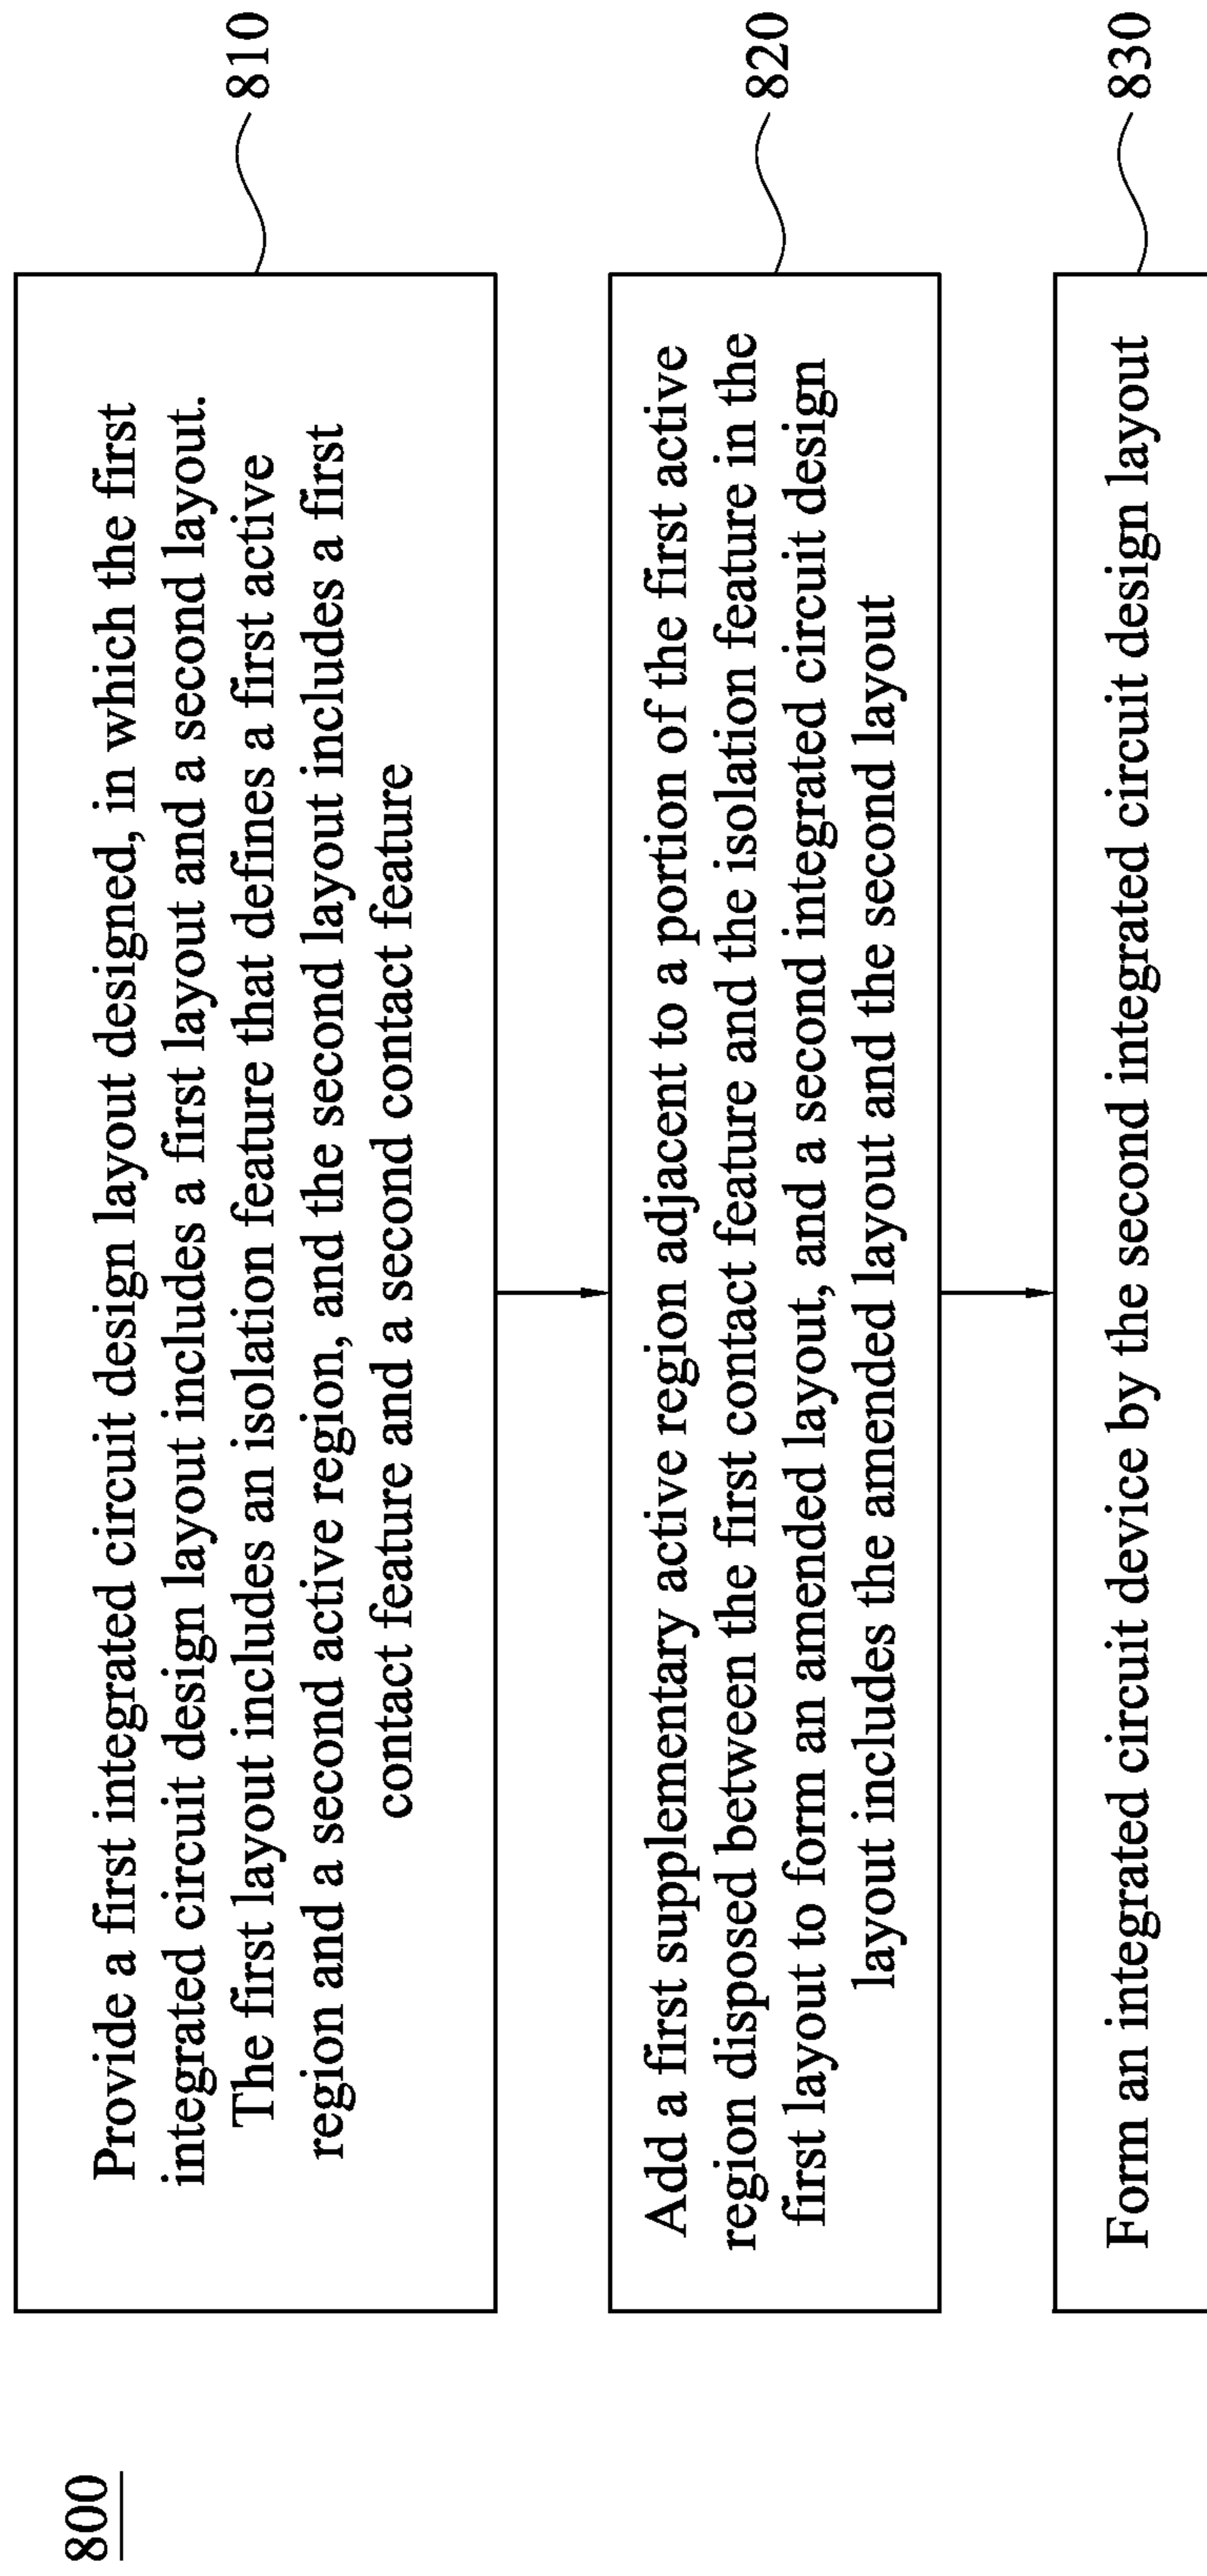 800
Provide a first integrated circuit design layout designed, in which the first
integrated circuit design layout includes a first layout and a second layout.
The first layout includes an isolation feature that defines a first active
region and a second active region, and the second layout includes a first
contact feature and a second contact feature
810
Add a first supplementary active region adjacent to a portion of the first active
region disposed between the first contact feature and the isolation feature in the
first layout to form an amended layout, and a second integrated circuit design
layout includes the amended layout and the second layout
820
Form an integrated circuit device by the second integrated circuit design layout
830